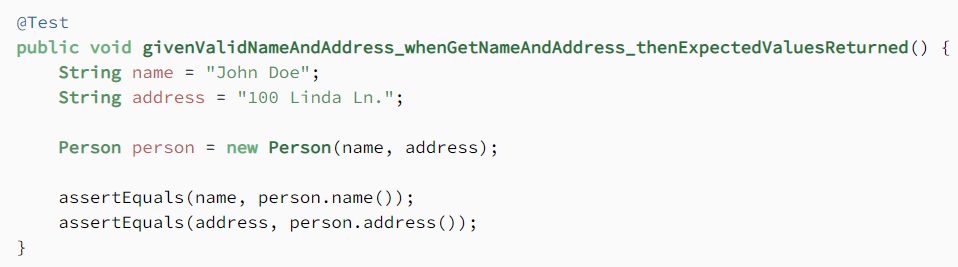 @Test
public void givenValidNameAndAddress_whenGetNameAndAddress_thenExpectedValuesReturned() {
    String name = "John Doe";
    String address = "100 Linda Ln.";

    Person person = new Person(name, address);

    assertEquals(name, person.name());
    assertEquals(address, person.address());
}